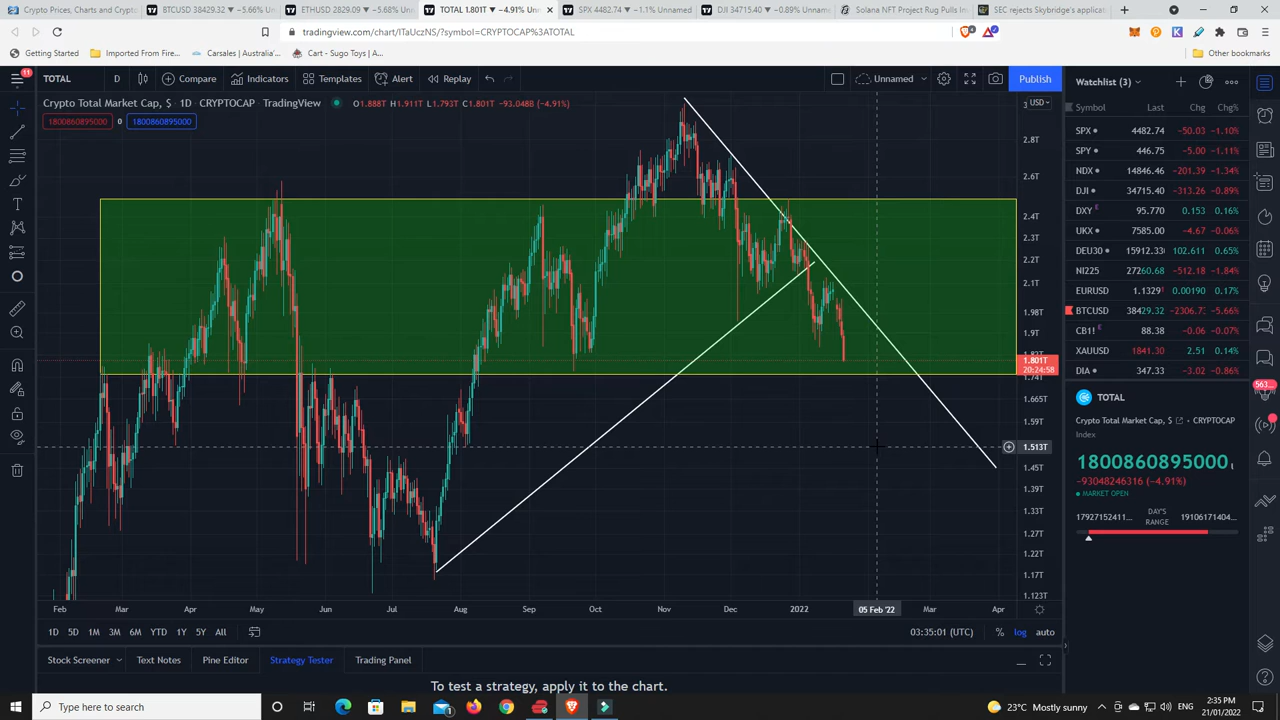 Crypto Prices, Charts and Cryptoc
BTCUSD 38429.32 ▼ −5.66% Unn
ETHUSD 2829.09 ▼ −5.68% Unn
TOTAL 1.801T ▼ −4.91% Unn
SPX 4482.74 ▼ −1.1% Unnamed
DJI 34715.40 ▼ −0.89% Unnam
Solana NFT Project Rug Pulls Inv
SEC rejects Skybridge's applicat
tradingview.com/chart/ITaUczNS/?symbol=CRYPTOCAP%3ATOTAL
Getting Started
Imported From Fire...
Carsales | Australia'...
Cart - Sugo Toys | A...
Other bookmarks
11
TOTAL
D
Compare
Indicators
Templates
Alert
Replay
Unnamed
Publish
Crypto Total Market Cap, $ · 1D · CRYPTOCAP · TradingView
O1.888T H1.911T L1.793T C1.801T −93.048B (−4.91%)
1800860895000
0
1800860895000
USD
2.8T
2.6T
2.4T
2.3T
2.2T
2.1T
1.98T
1.9T
1.801T
20:24:58
1.74T
1.665T
1.59T
1.513T
1.45T
1.39T
1.33T
1.27T
1.22T
1.17T
1.123T
Feb
Mar
Apr
May
Jun
Jul
Aug
Sep
Oct
Nov
Dec
2022
05 Feb '22
Mar
Apr
1D 5D 1M 3M 6M YTD 1Y 5Y All
03:35:01 (UTC)
% log auto
Stock Screener
Text Notes
Pine Editor
Strategy Tester
Trading Panel
To test a strategy, apply it to the chart.
Watchlist (3)
Symbol Last Chg Chg%
SPX 4482.74 −50.03 −1.10%
SPY 446.75 −5.00 −1.11%
NDX 14846.46 −201.39 −1.34%
DJI 34715.40 −313.26 −0.89%
DXY E 95.770 0.153 0.16%
UKX 7585.00 −4.67 −0.06%
DEU30 15912.33 102.611 0.65%
NI225 27260.68 −512.18 −1.84%
EURUSD 1.1329 0.00190 0.17%
BTCUSD 38429.32 −2306.73 −5.66%
CB1! E 88.38 −0.06 −0.07%
XAUUSD 1841.30 2.51 0.14%
DIA 347.33 −3.02 −0.86%
TOTAL
Crypto Total Market Cap, $ · CRYPTOCAP
Index
1800860895000
−93048246316 (−4.91%)
MARKET OPEN
17927152411...
DAY'S RANGE
19106171404...
563...
Type here to search
23°C Mostly sunny
2:35 PM
21/01/2022